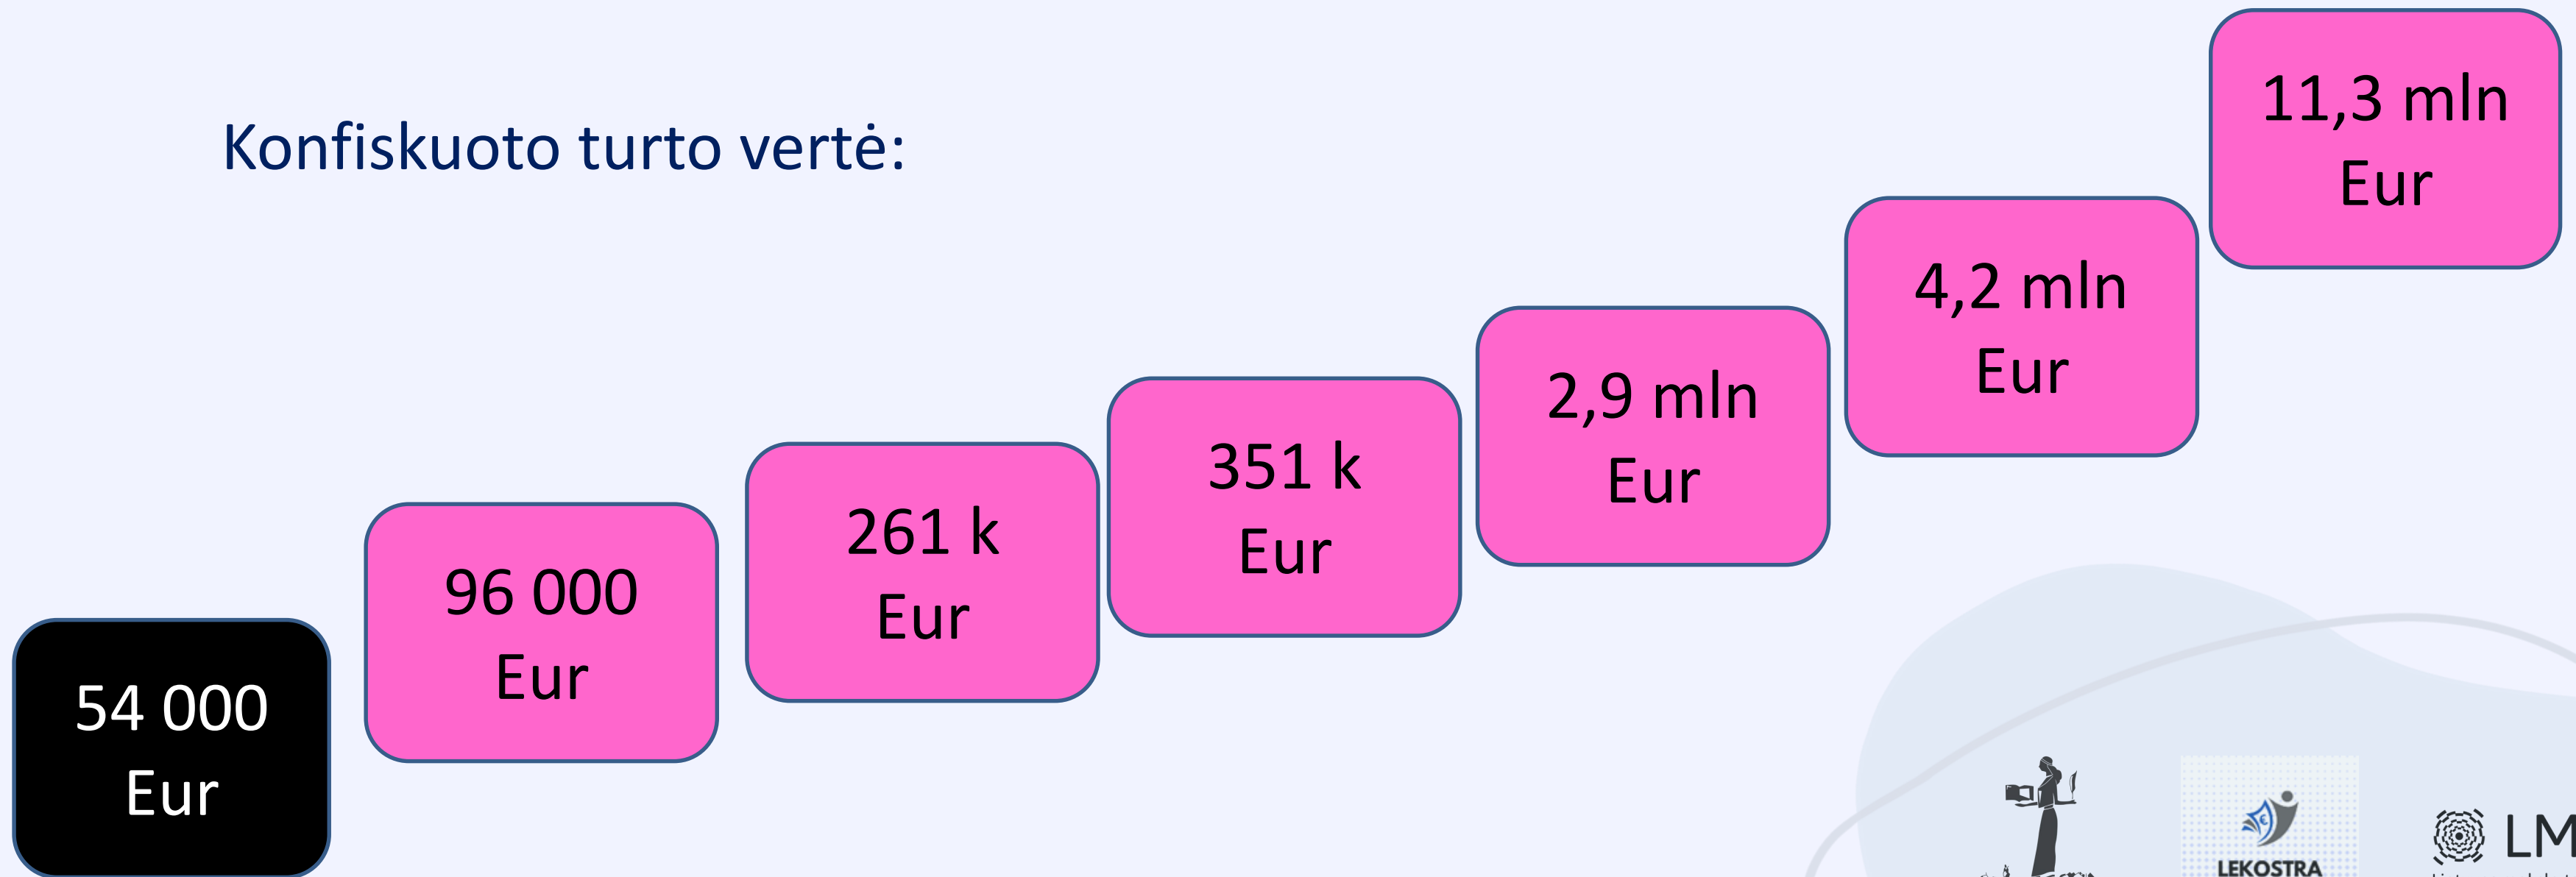 Konfiskuoto turto vertė:
54 000
Eur
96 000
Eur
261 k
Eur
351 k
Eur
2,9 mln
Eur
4,2 mln
Eur
11,3 mln
Eur
LEKOSTRA
LM